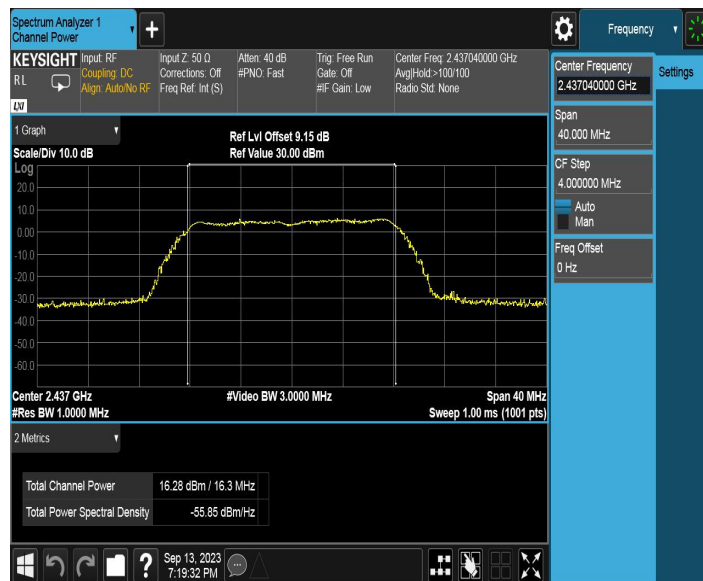 Spectrum Analyzer 1
Channel Power
+
Frequency
KEYSIGHT
RL
LXI
Input: RF
Coupling: DC
Align: Auto/No RF
Input Z: 50 Ω
Corrections: Off
Freq Ref: Int (S)
Atten: 40 dB
#PNO: Fast
Trig: Free Run
Gate: Off
#IF Gain: Low
Center Freq: 2.437040000 GHz
Avg|Hold:>100/100
Radio Std: None
Center Frequency
2.437040000 GHz
Settings
Span
40.000 MHz
CF Step
4.000000 MHz
Auto
Man
Freq Offset
0 Hz
1 Graph
Scale/Div 10.0 dB
Ref Lvl Offset 9.15 dB
Ref Value 30.00 dBm
Log
20.0
10.0
0.00
-10.0
-20.0
-30.0
-40.0
-50.0
-60.0
Center 2.437 GHz
#Video BW 3.0000 MHz
Span 40 MHz
#Res BW 1.0000 MHz
Sweep 1.00 ms (1001 pts)
2 Metrics
Total Channel Power 16.28 dBm / 16.3 MHz
Total Power Spectral Density -55.85 dBm/Hz
?
Sep 13, 2023
7:19:32 PM